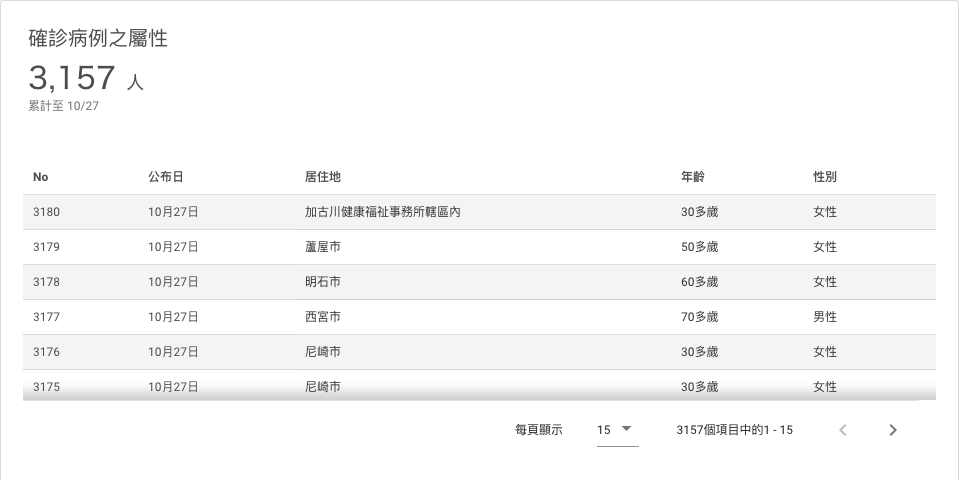 確診病例之屬性
3,157 人
累計至 10/27
No 公布日 居住地 年齡 性別
3180 10月27日 加古川健康福祉事務所轄區內 30多歲 女性
3179 10月27日 蘆屋市 50多歲 女性
3178 10月27日 明石市 60多歲 女性
3177 10月27日 西宮市 70多歲 男性
3176 10月27日 尼崎市 30多歲 女性
3175 10月27日 尼崎市 30多歲 女性
每頁顯示 15 3157個項目中的1 - 15